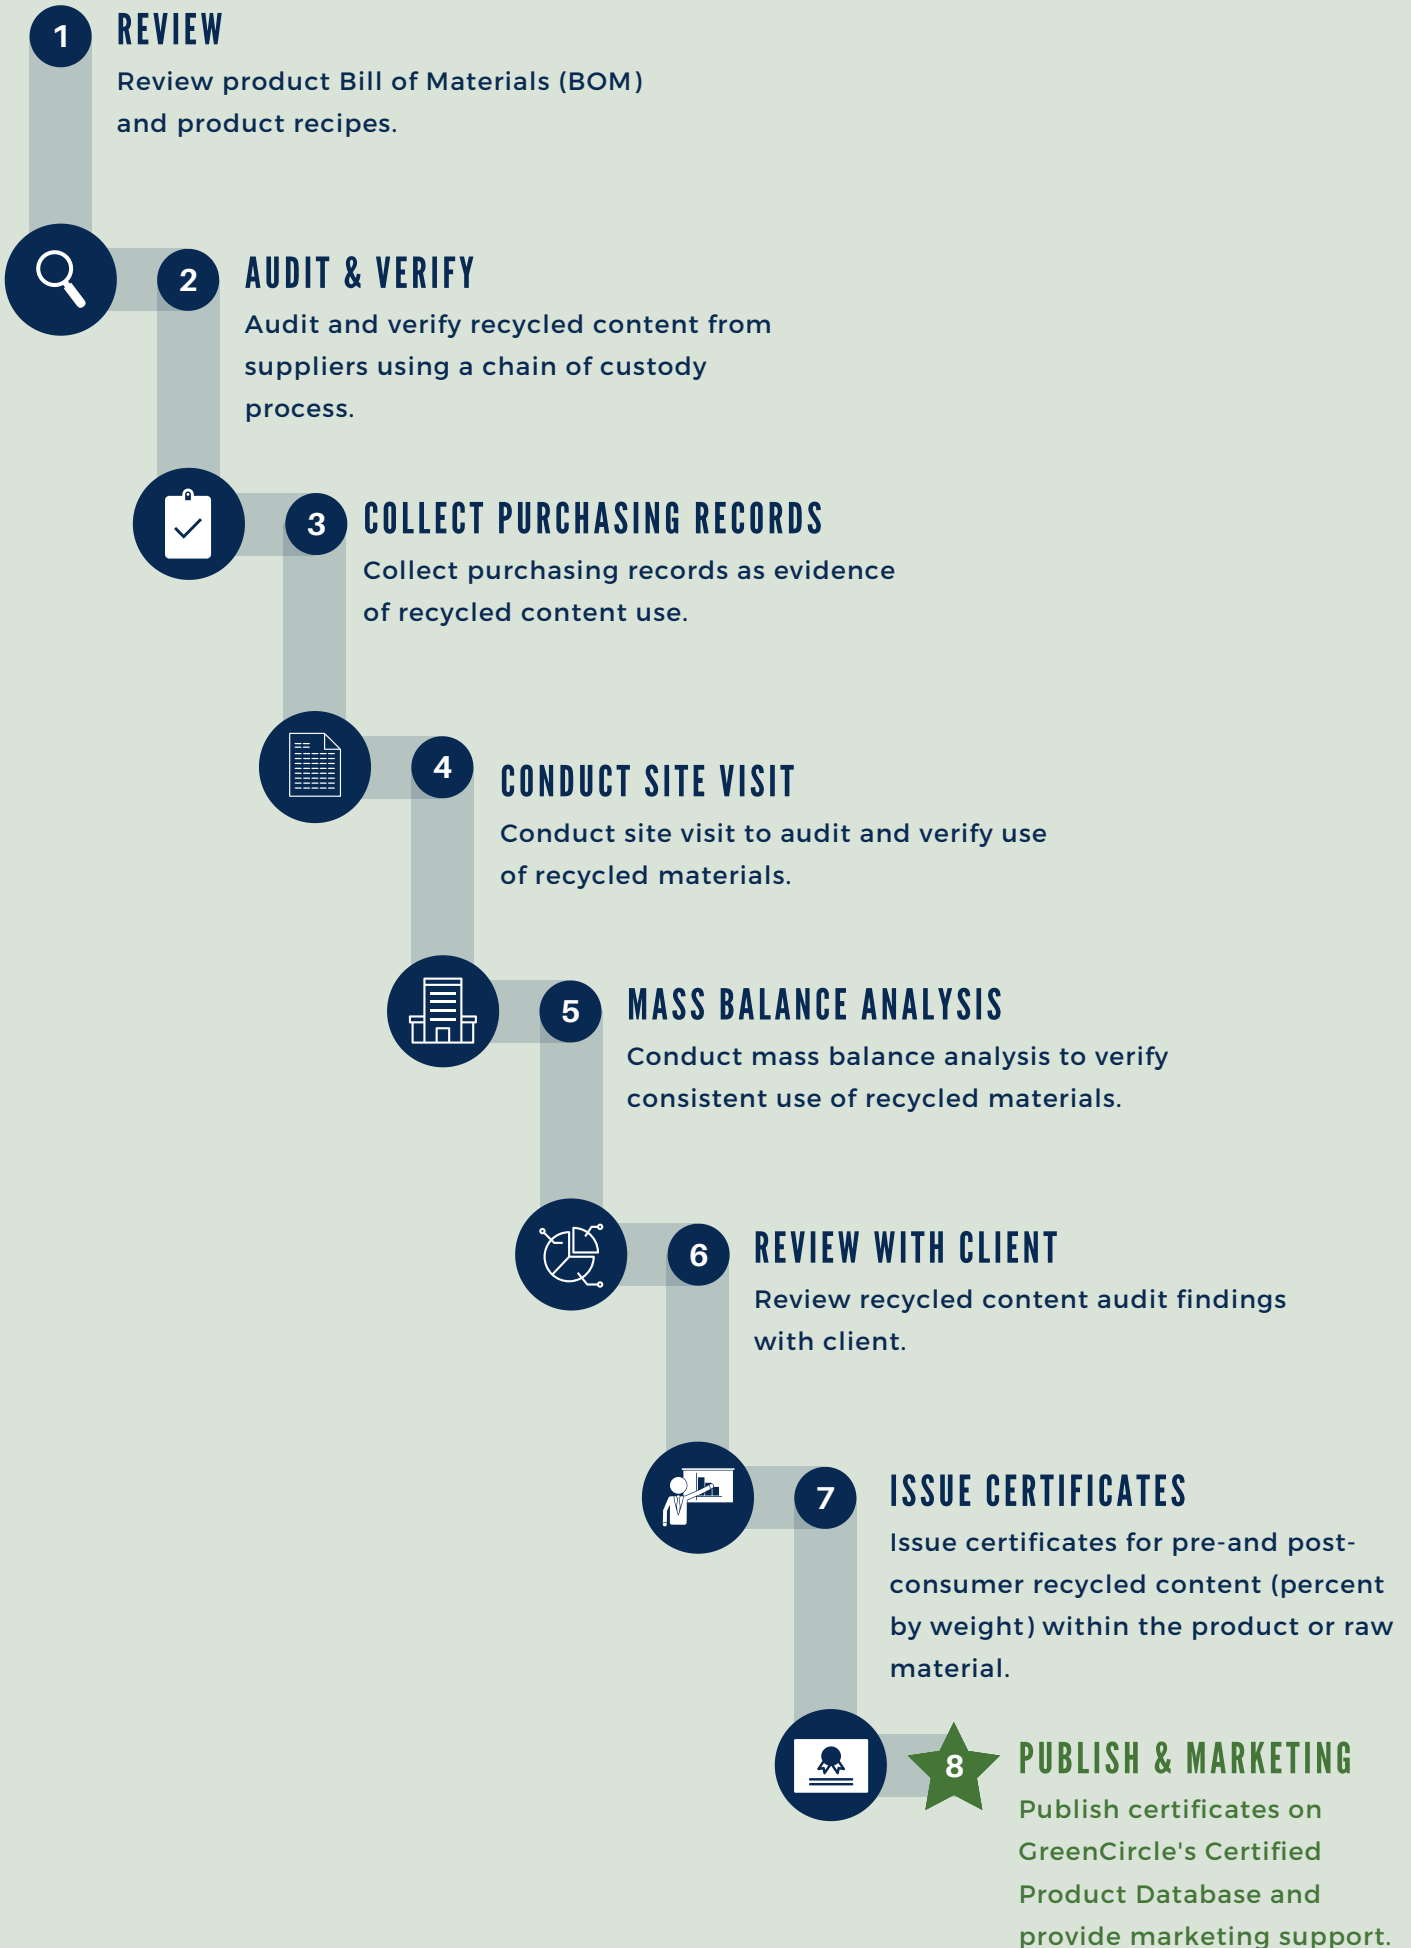 1
REVIEW
Review product Bill of Materials (BOM)
and product recipes.
2
AUDIT & VERIFY
Audit and verify recycled content from
suppliers using a chain of custody
process.
3
COLLECT PURCHASING RECORDS
Collect purchasing records as evidence
of recycled content use.
4
CONDUCT SITE VISIT
Conduct site visit to audit and verify use
of recycled materials.
5
MASS BALANCE ANALYSIS
Conduct mass balance analysis to verify
consistent use of recycled materials.
6
REVIEW WITH CLIENT
Review recycled content audit findings
with client.
7
ISSUE CERTIFICATES
Issue certificates for pre-and post-
consumer recycled content (percent
by weight) within the product or raw
material.
8
PUBLISH & MARKETING
Publish certificates on
GreenCircle's Certified
Product Database and
provide marketing support.